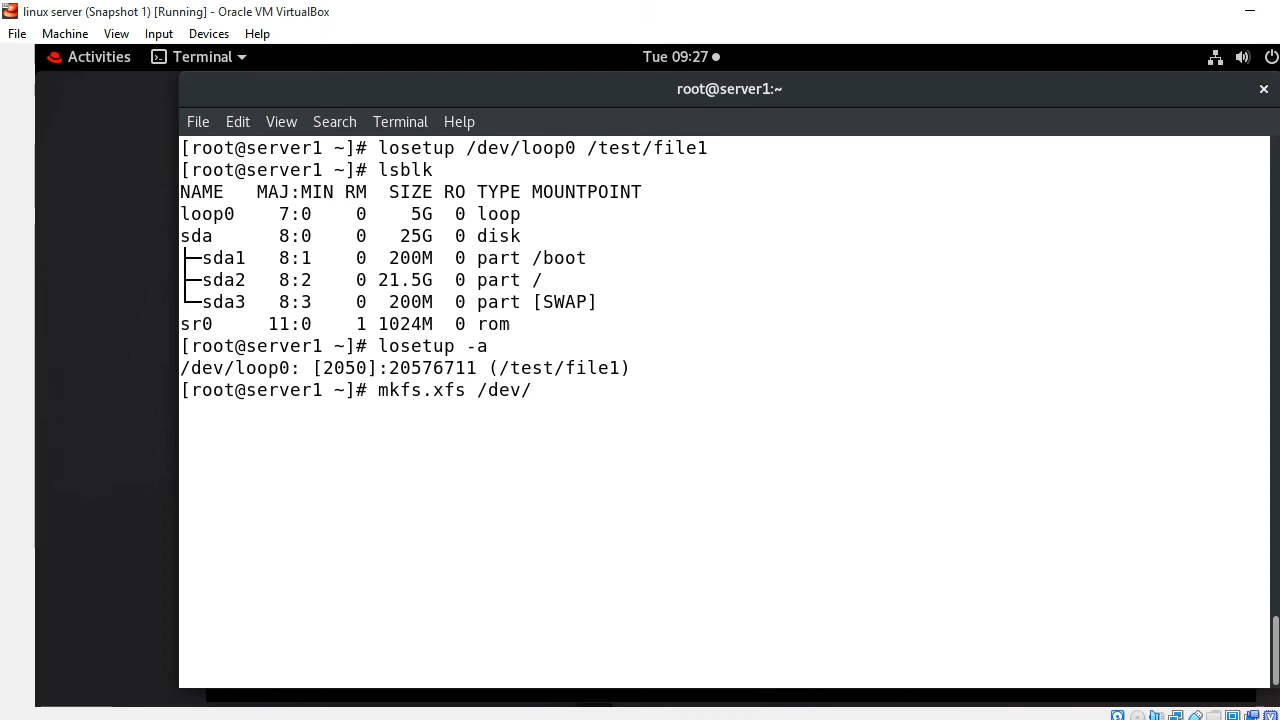 linux server (Snapshot 1) [Running] - Oracle VM VirtualBox
File Machine View Input Devices Help
Activities Terminal Tue 09:27
root@server1:~
File Edit View Search Terminal Help
[root@server1 ~]# losetup /dev/loop0 /test/file1
[root@server1 ~]# lsblk
NAME   MAJ:MIN RM  SIZE RO TYPE MOUNTPOINT
loop0    7:0    0    5G  0 loop
sda      8:0    0   25G  0 disk
├─sda1   8:1    0  200M  0 part /boot
├─sda2   8:2    0 21.5G  0 part /
└─sda3   8:3    0  200M  0 part [SWAP]
sr0     11:0    1 1024M  0 rom
[root@server1 ~]# losetup -a
/dev/loop0: [2050]:20576711 (/test/file1)
[root@server1 ~]# mkfs.xfs /dev/